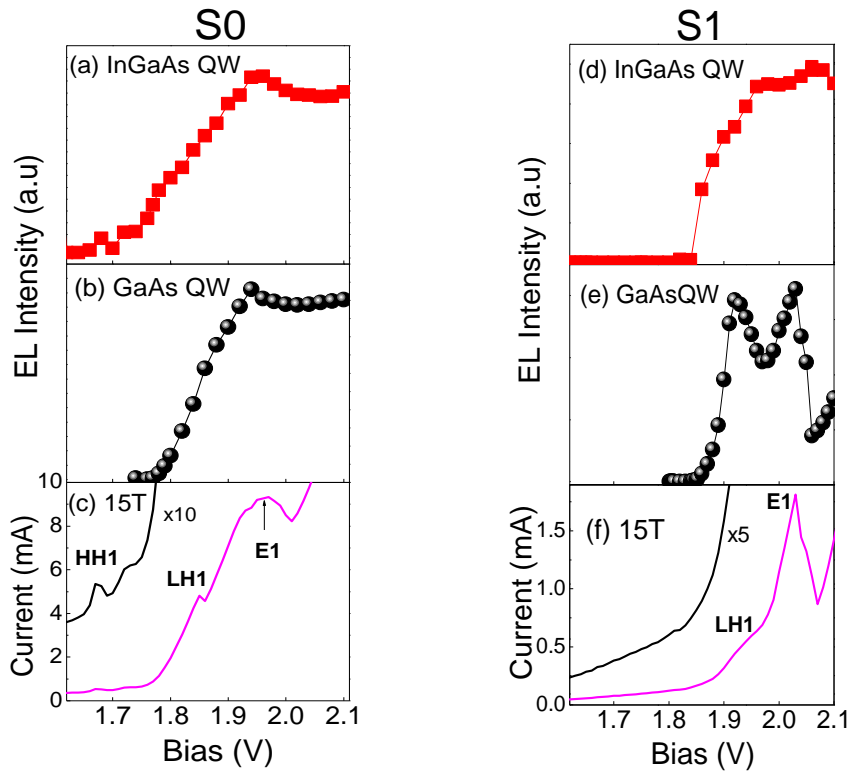 S0
S1
(a) InGaAs QW
(d) InGaAs QW
EL Intensity (a.u)
EL Intensity (a.u)
(b) GaAs QW
(e) GaAsQW
(c) 15T
x10
HH1
LH1
E1
10
8
6
4
2
0
Current (mA)
1.7 1.8 1.9 2.0 2.1
Bias (V)
(f) 15T
x5
E1
LH1
1.5
1.0
0.5
0.0
Current (mA)
1.7 1.8 1.9 2.0 2.1
Bias (V)